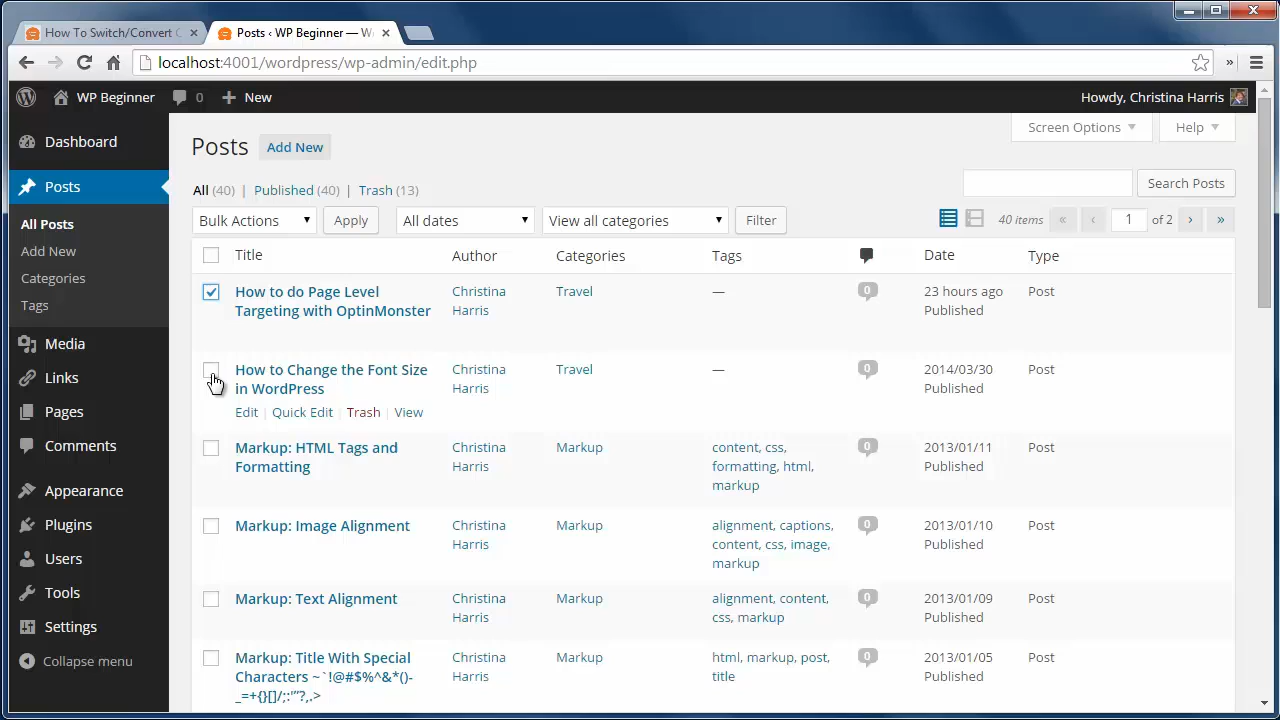 How To Switch/Convert C
Posts ‹ WP Beginner — W
localhost:4001/wordpress/wp-admin/edit.php
WP Beginner 0 New Howdy, Christina Harris
Dashboard
Posts
All Posts
Add New
Categories
Tags
Media
Links
Pages
Comments
Appearance
Plugins
Users
Tools
Settings
Collapse menu
Screen Options Help
Posts Add New
All (40) | Published (40) | Trash (13)
Search Posts
Bulk Actions Apply All dates View all categories Filter 40 items « ‹ 1 of 2 › »
Title Author Categories Tags Date Type
How to do Page Level Christina Travel — 0 23 hours ago Post
Targeting with OptinMonster Harris Published
How to Change the Font Size Christina Travel — 0 2014/03/30 Post
in WordPress Harris Published
Edit | Quick Edit | Trash | View
Markup: HTML Tags and Christina Markup content, css, 0 2013/01/11 Post
Formatting Harris formatting, html, Published
markup
Markup: Image Alignment Christina Markup alignment, captions, 0 2013/01/10 Post
Harris content, css, image, Published
markup
Markup: Text Alignment Christina Markup alignment, content, 0 2013/01/09 Post
Harris css, markup Published
Markup: Title With Special Christina Markup html, markup, post, 0 2013/01/05 Post
Characters ~`!@#$%^&*()- Harris title Published
_=+{}[]/;:'"?,.>